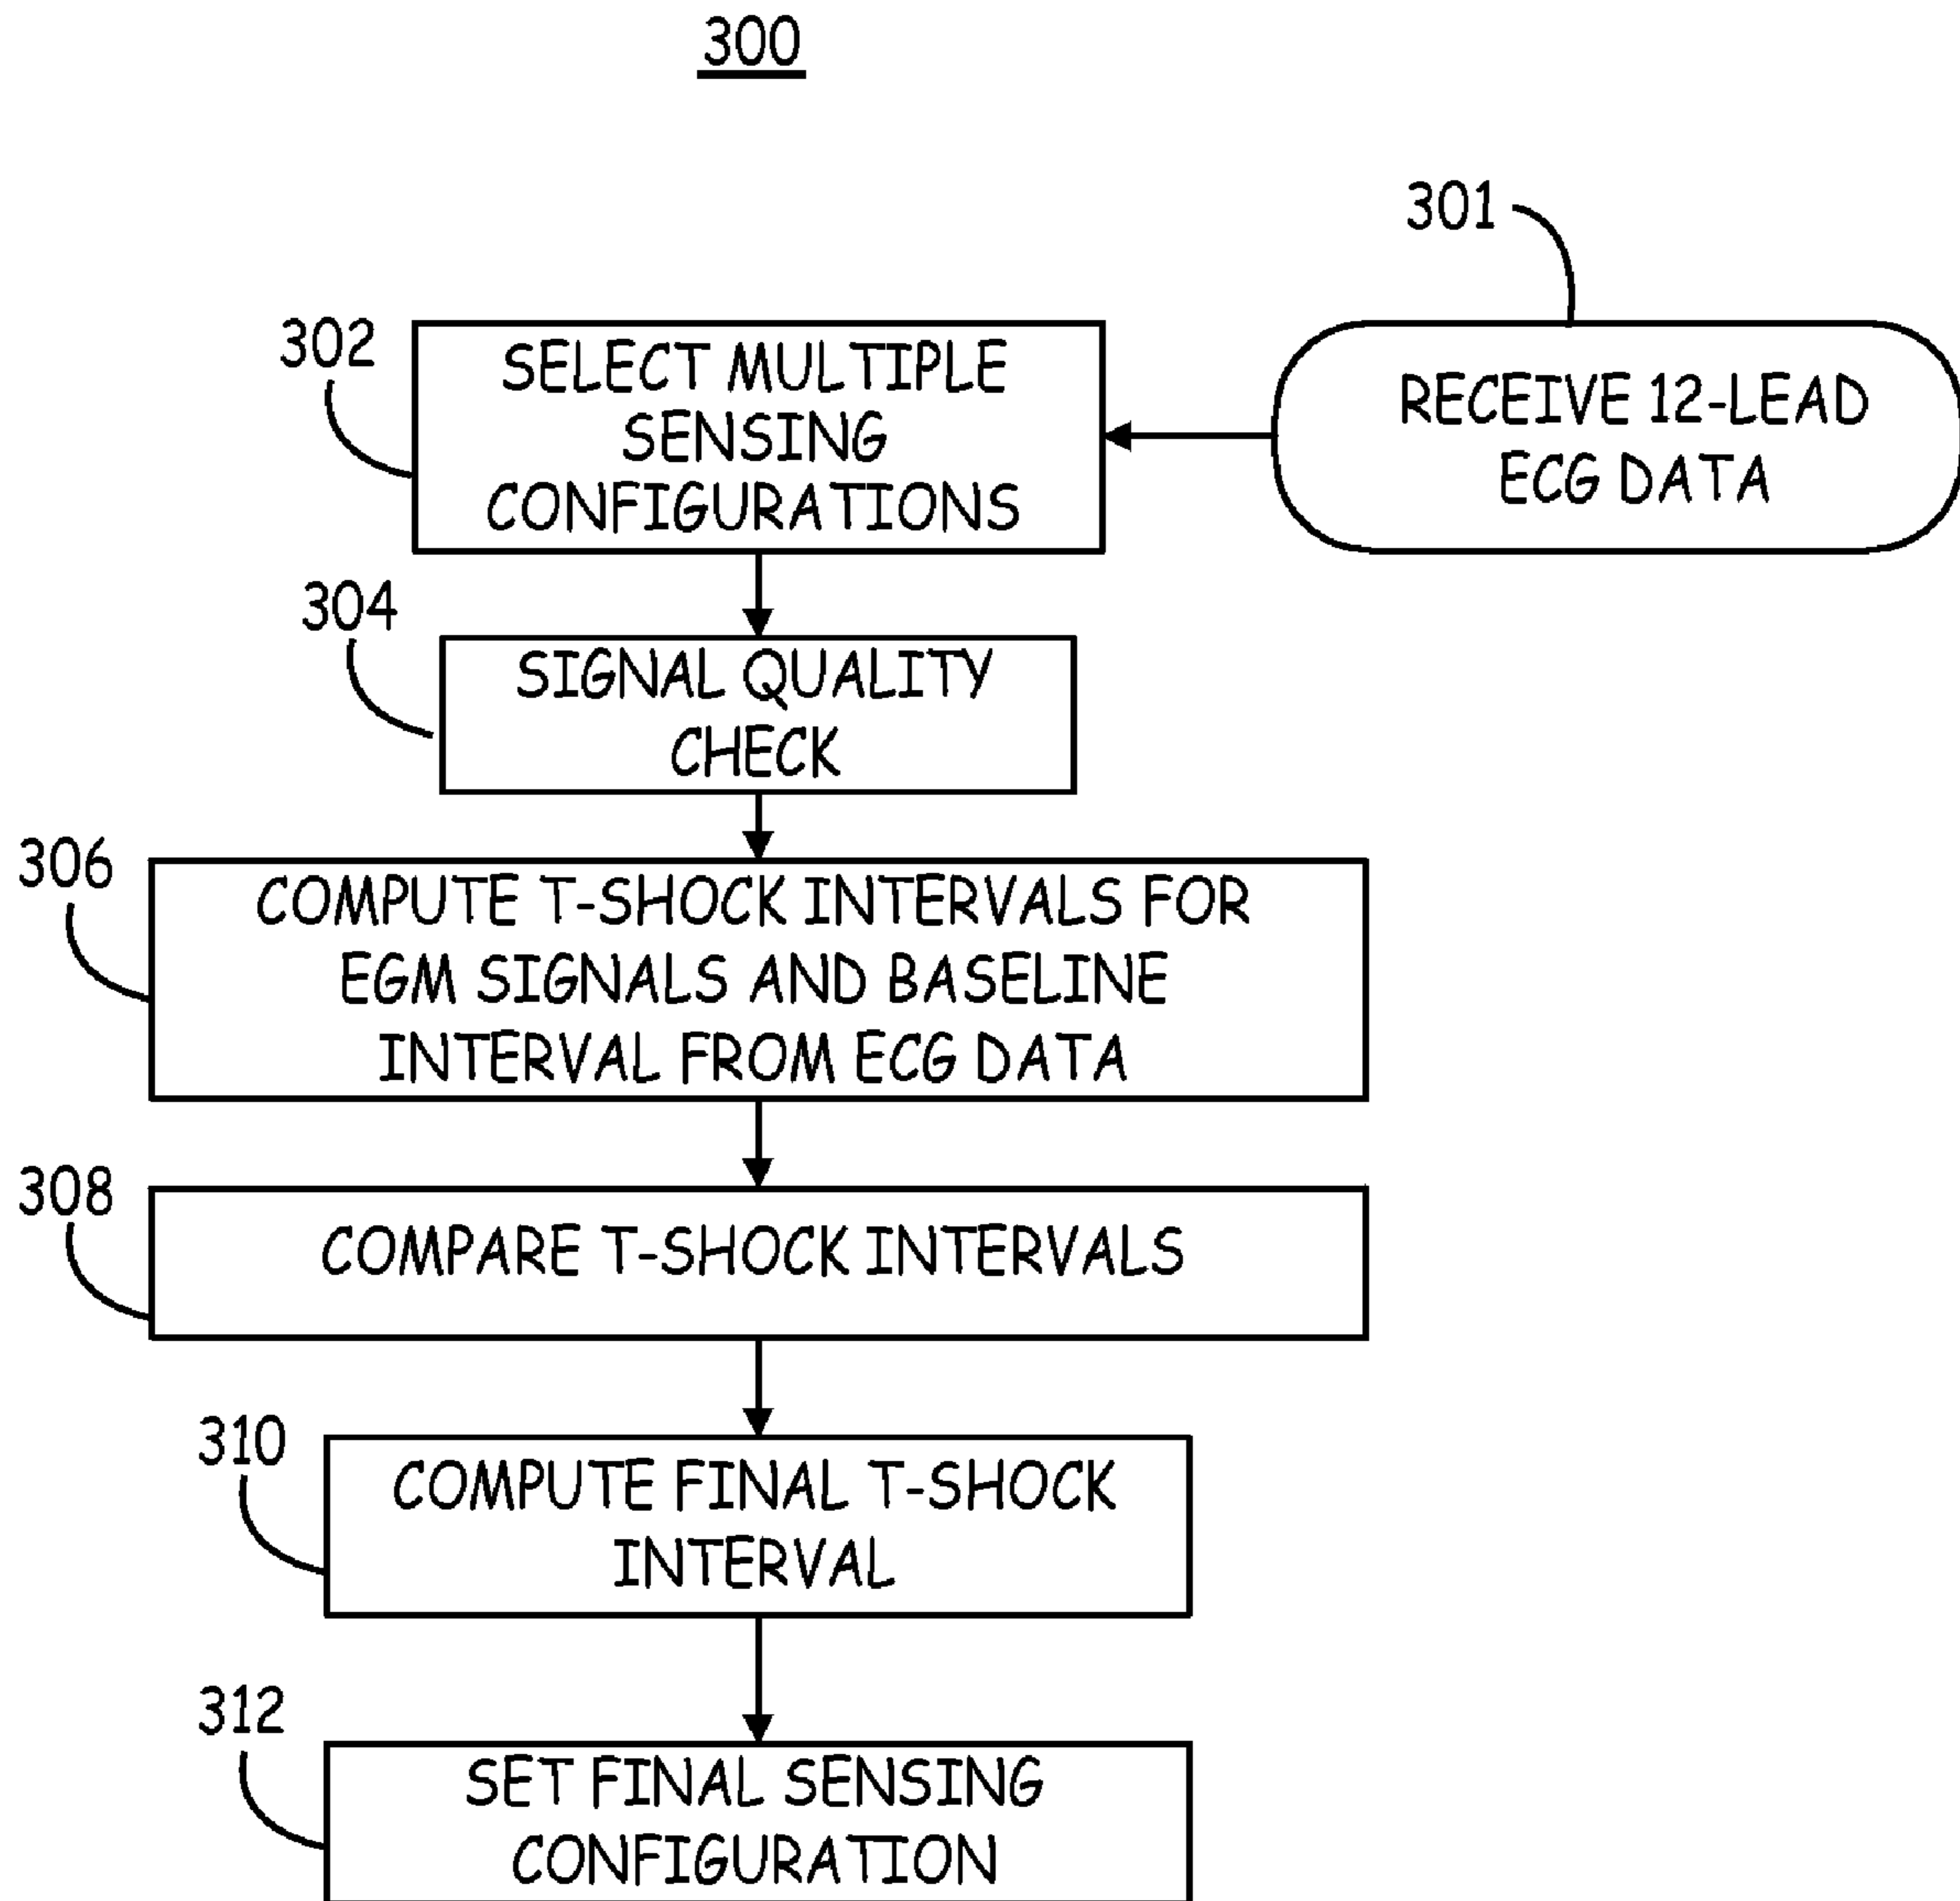 300
301
302
SELECT MULTIPLE
SENSING
CONFIGURATIONS
RECEIVE 12-LEAD
ECG DATA
304
SIGNAL QUALITY
CHECK
306
COMPUTE T-SHOCK INTERVALS FOR
EGM SIGNALS AND BASELINE
INTERVAL FROM ECG DATA
308
COMPARE T-SHOCK INTERVALS
310
COMPUTE FINAL T-SHOCK
INTERVAL
312
SET FINAL SENSING
CONFIGURATION